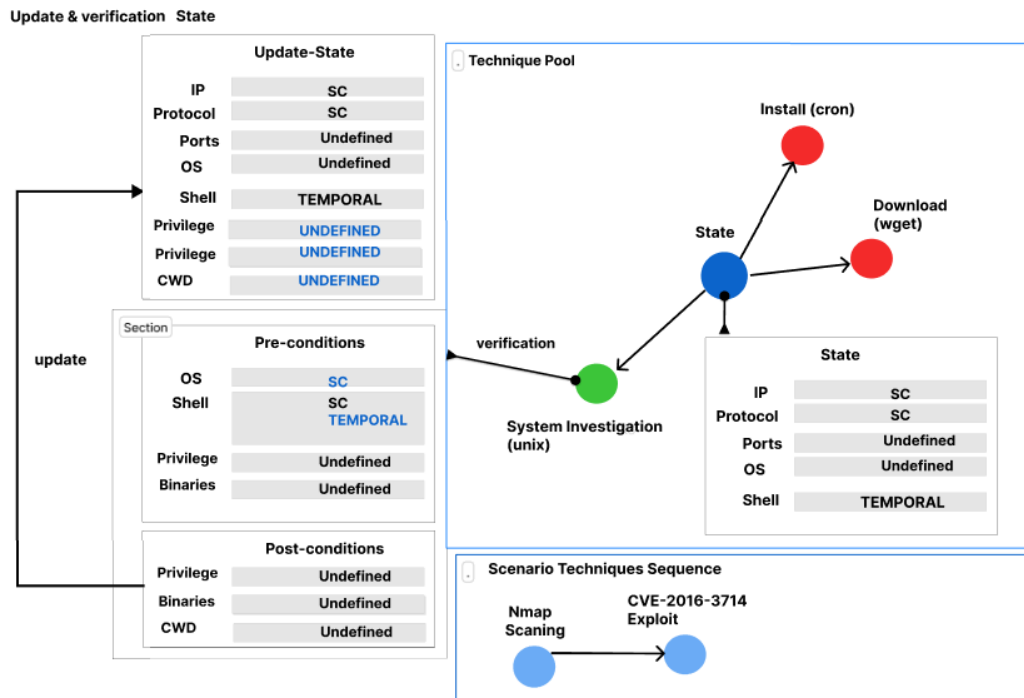 Update & verification State
Update-State
IP SC
Protocol SC
Ports Undefined
OS Undefined
Shell TEMPORAL
Privilege UNDEFINED
Privilege UNDEFINED
CWD UNDEFINED
update
Section
Pre-conditions
OS SC
Shell SC
TEMPORAL
Privilege Undefined
Binaries Undefined
Post-conditions
Privilege Undefined
Binaries Undefined
CWD Undefined
. Technique Pool
Install (cron)
Download
(wget)
State
verification
System Investigation
(unix)
State
IP SC
Protocol SC
Ports Undefined
OS Undefined
Shell TEMPORAL
. Scenario Techniques Sequence
Nmap
Scaning
CVE-2016-3714
Exploit